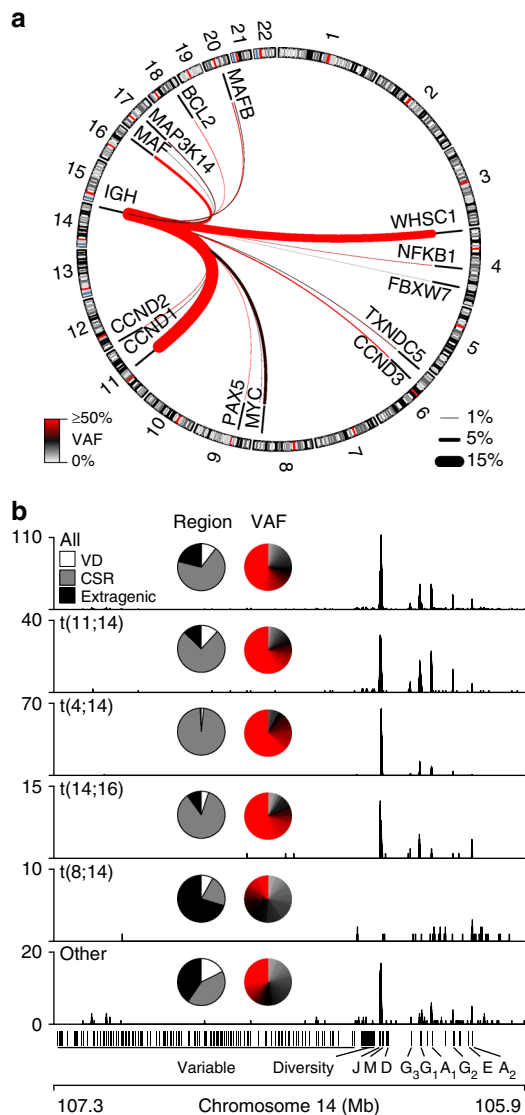 a
1
2
3
4
5
6
7
8
9
10
11
12
13
14
15
16
17
18
19
20
21
22
MAFB
BCL2
MAP3K14
MAF
IGH
WHSC1
NFKB1
FBXW7
TXNDC5
CCND3
CCND2
CCND1
PAX5
MYC
≥50%
VAF
0%
1%
5%
15%
b
Region VAF
110
All
VD
CSR
Extragenic
40
t(11;14)
70
t(4;14)
15
t(14;16)
10
t(8;14)
20
Other
0
Variable Diversity J M D G3 G1 A1 G2 E A2
107.3 Chromosome 14 (Mb) 105.9